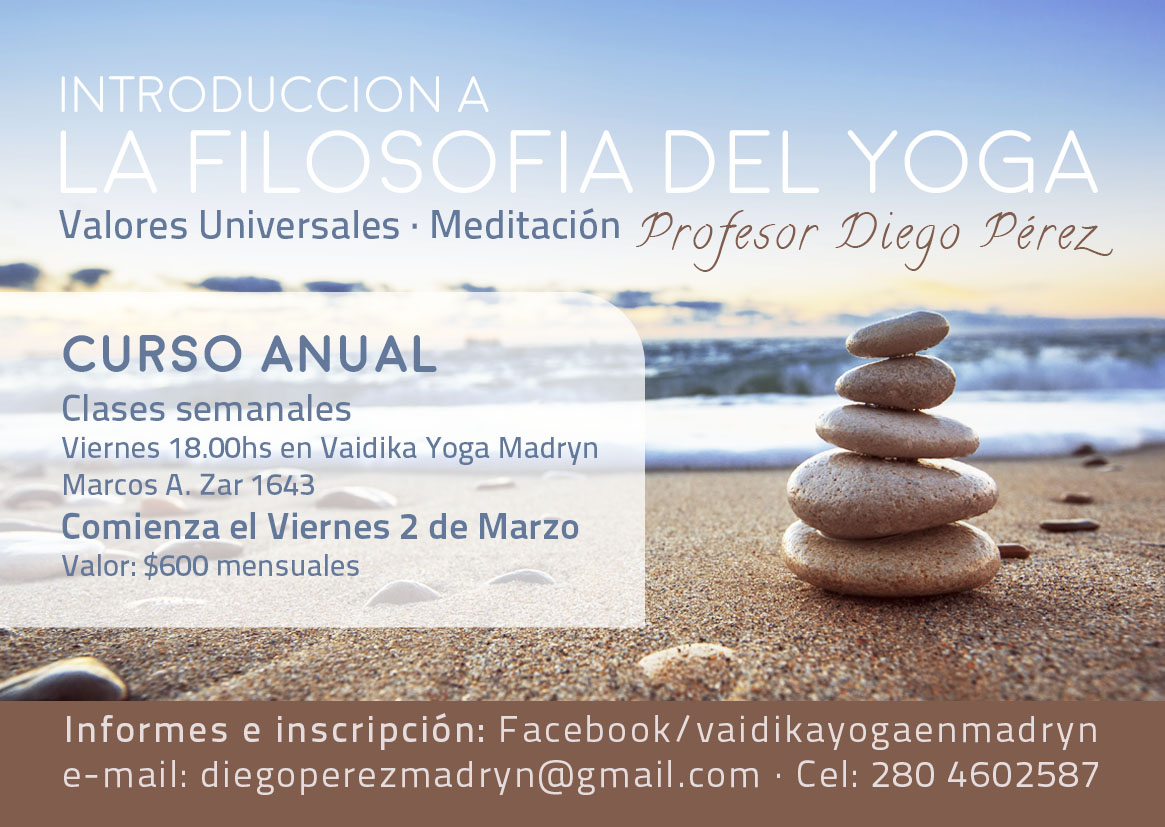 INTRODUCCION A
LA FILOSOFIA DEL YOGA
Valores Universales · Meditación Profesor Diego Pérez
CURSO ANUAL
Clases semanales
Viernes 18.00hs en Vaidika Yoga Madryn
Marcos A. Zar 1643
Comienza el Viernes 2 de Marzo
Valor: $600 mensuales
Informes e inscripción: Facebook/vaidikayogaenmadryn
e-mail: diegoperezmadryn@gmail.com · Cel: 280 4602587